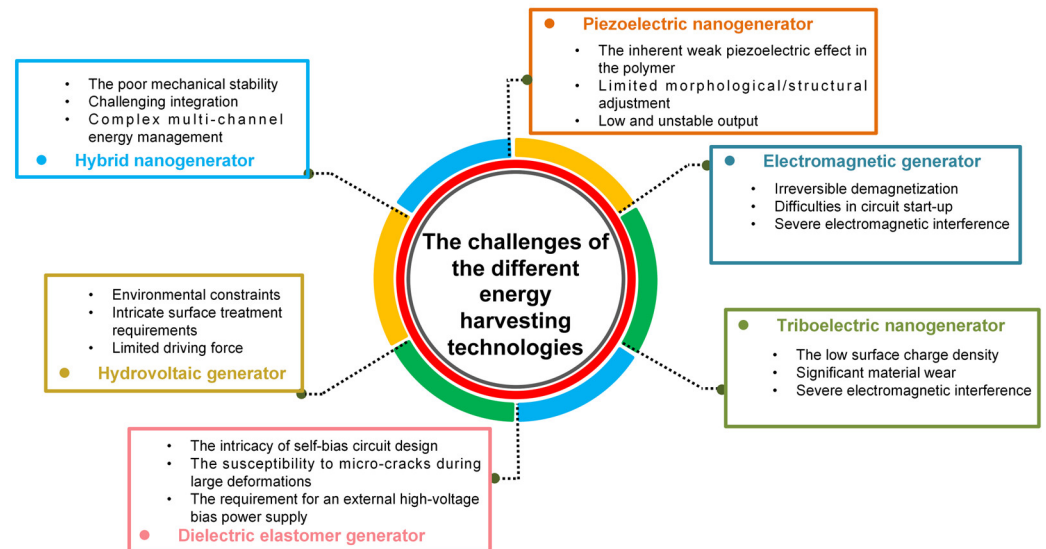 Piezoelectric nanogenerator
• The inherent weak piezoelectric effect in
the polymer
• Limited morphological/structural
adjustment
• Low and unstable output
• The poor mechanical stability
• Challenging integration
• Complex multi-channel
energy management
Hybrid nanogenerator
Electromagnetic generator
• Irreversible demagnetization
• Difficulties in circuit start-up
• Severe electromagnetic interference
The challenges of
the different
energy
harvesting
technologies
• Environmental constraints
• Intricate surface treatment
requirements
• Limited driving force
Hydrovoltaic generator
Triboelectric nanogenerator
• The low surface charge density
• Significant material wear
• Severe electromagnetic interference
• The intricacy of self-bias circuit design
• The susceptibility to micro-cracks during
large deformations
• The requirement for an external high-voltage
bias power supply
Dielectric elastomer generator